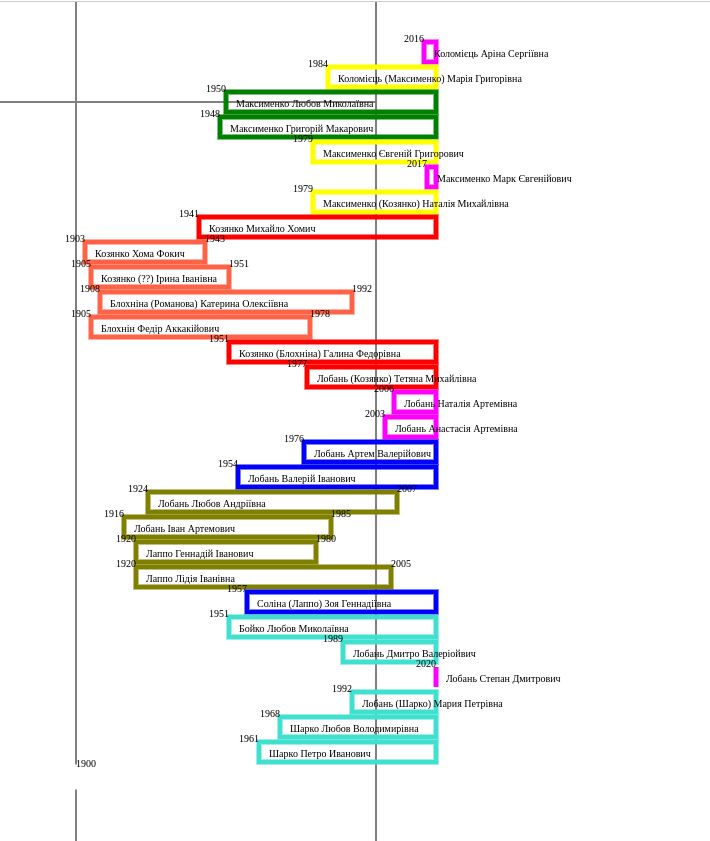 2016
Коломієць Аріна Сергіївна
1984
Коломієць (Максименко) Марія Григорівна
1950
Максименко Любов Миколаївна
1948
Максименко Григорій Макарович
1979
Максименко Євгеній Григорович
2017
Максименко Марк Євгенійович
1979
Максименко (Козянко) Наталія Михайлівна
1941
Козянко Михайло Хомич
1903 1943
Козянко Хома Фокич
1905 1951
Козянко (??) Ірина Іванівна
1908 1992
Блохніна (Романова) Катерина Олексіївна
1905 1978
Блохнін Федір Аккакійович
1951
Козянко (Блохніна) Галина Федорівна
1977
Лобань (Козянко) Тетяна Михайлівна
2006
Лобань Наталія Артемівна
2003
Лобань Анастасія Артемівна
1976
Лобань Артем Валерійович
1954
Лобань Валерій Іванович
1924 2007
Лобань Любов Андріївна
1916 1985
Лобань Іван Артемович
1920 1980
Лаппо Геннадій Іванович
1920 2005
Лаппо Лідія Іванівна
1957
Соліна (Лаппо) Зоя Геннадіївна
1951
Бойко Любов Миколаївна
1989
Лобань Дмитро Валеріойвич
2020
Лобань Степан Дмитрович
1992
Лобань (Шарко) Мария Петрівна
1968
Шарко Любов Володимирівна
1961
Шарко Петро Иванович
1900